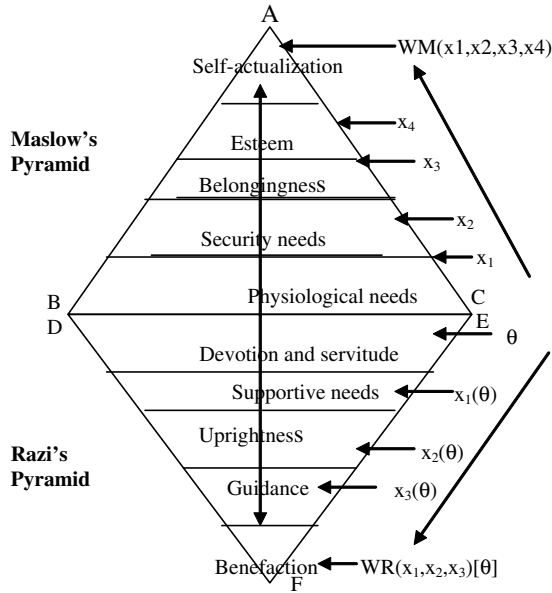 A
WM(x1,x2,x3,x4)
Self-actualization
x₄
Maslow's
Pyramid
Esteem
x₃
Belongingness
x₂
Security needs
x₁
B
C
Physiological needs
D
E
θ
Devotion and servitude
Supportive needs
x₁(θ)
Uprightness
x₂(θ)
Razi's
Pyramid
Guidance
x₃(θ)
Benefaction
WR(x₁,x₂,x₃)[θ]
F